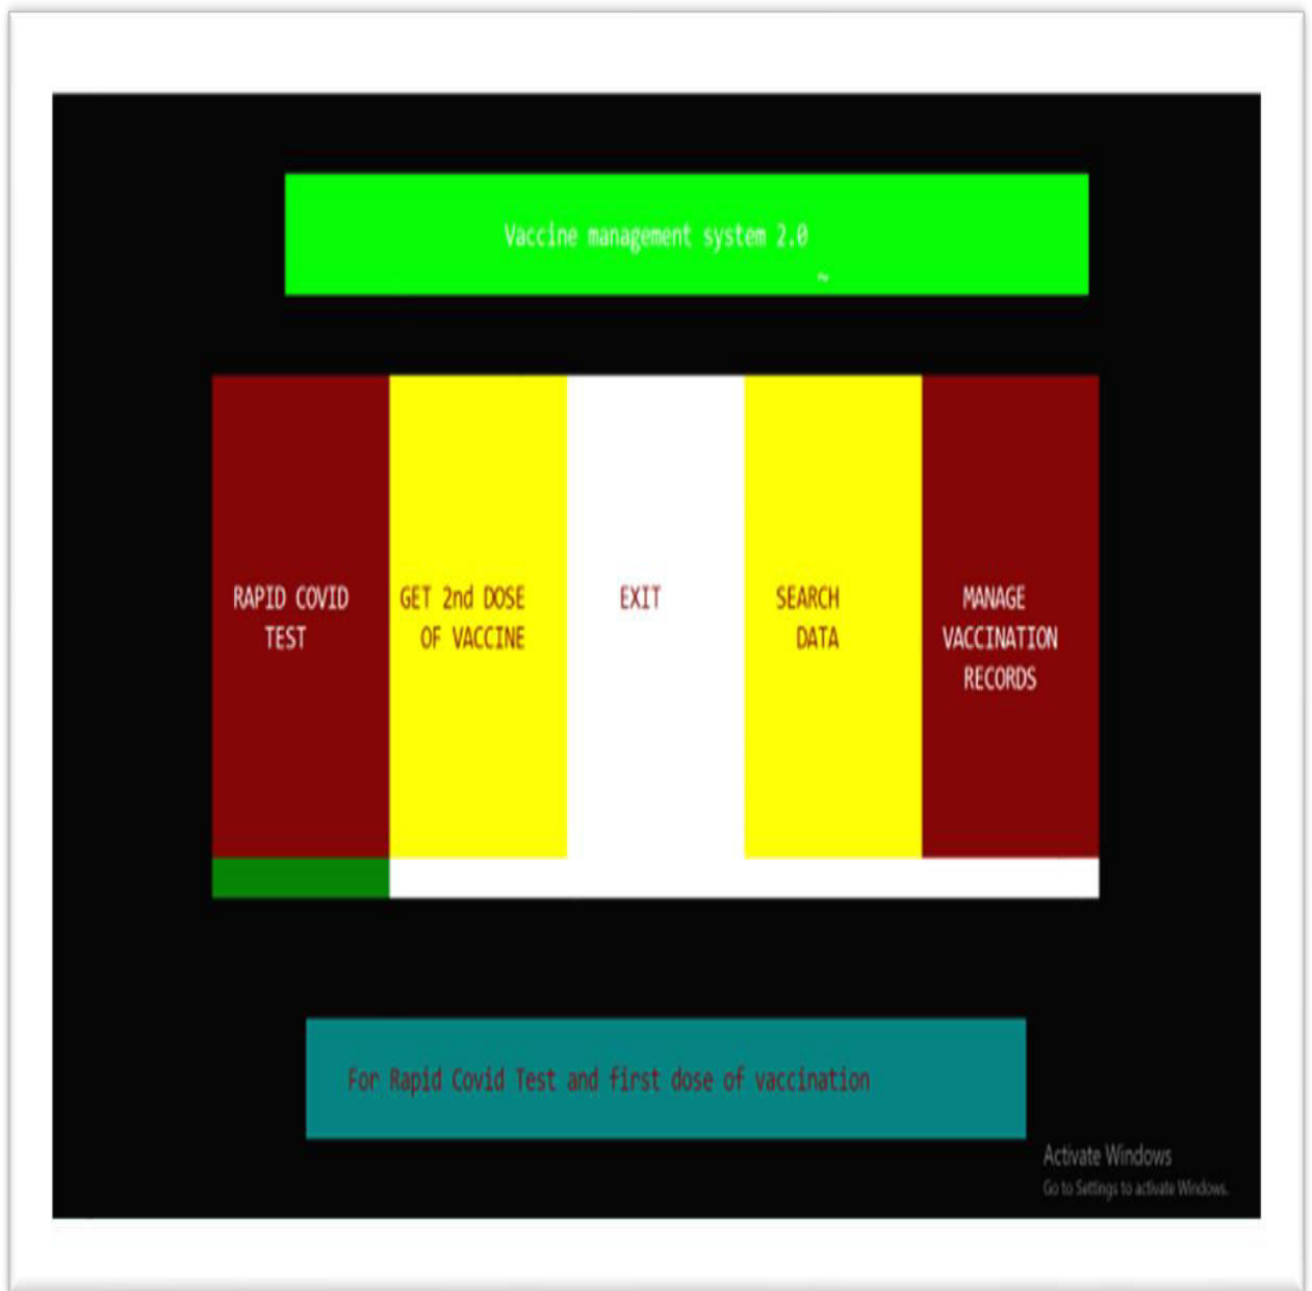 Vaccine management system 2.0
~
RAPID COVID
TEST
GET 2nd DOSE
OF VACCINE
EXIT
SEARCH
DATA
MANAGE
VACCINATION
RECORDS
For Rapid Covid Test and first dose of vaccination
Activate Windows
Go to Settings to activate Windows.